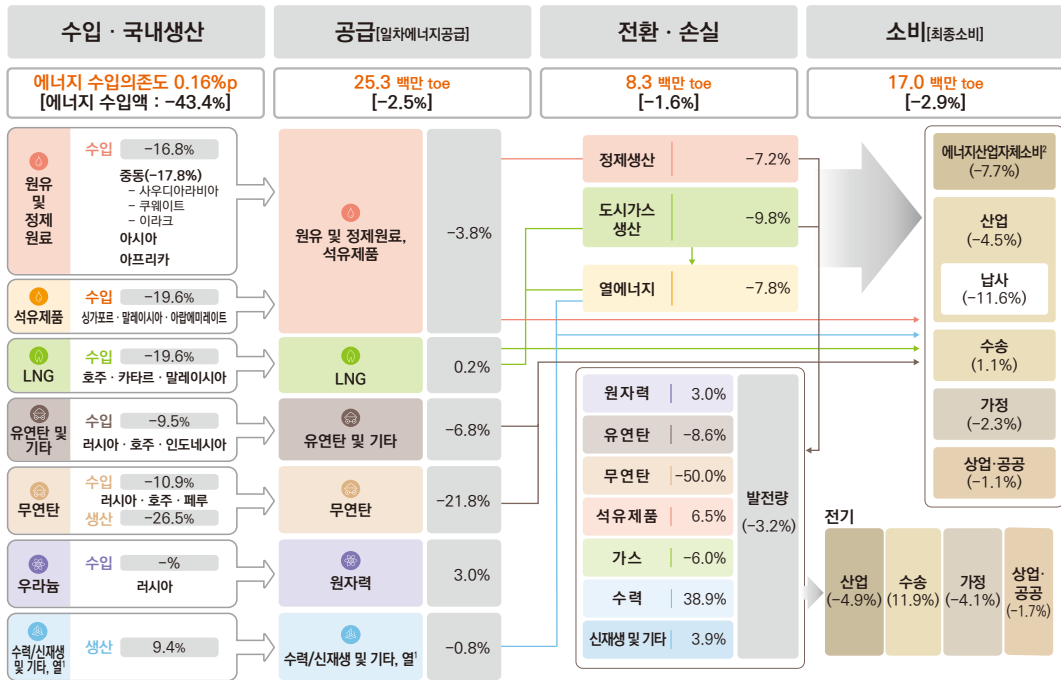 수입 · 국내생산
공급[일차에너지공급]
전환 · 손실
소비[최종소비]
에너지 수입의존도 0.16%p
[에너지 수입액 : -43.4%]
25.3 백만 toe
[-2.5%]
8.3 백만 toe
[-1.6%]
17.0 백만 toe
[-2.9%]
원유
및
정제
원료
수입 -16.8%
중동(-17.8%)
- 사우디아라비아
- 쿠웨이트
- 이라크
아시아
아프리카
석유제품
수입 -19.6%
싱가포르 · 말레이시아 · 아랍에미레이트
LNG
수입 -19.6%
호주 · 카타르 · 말레이시아
유연탄 및
기타
수입 -9.5%
러시아 · 호주 · 인도네시아
무연탄
수입 -10.9%
러시아 · 호주 · 페루
생산 -26.5%
우라늄
수입 -%
러시아
수력/신재생
및 기타, 열1
생산 9.4%
원유 및 정제원료,
석유제품
-3.8%
LNG
0.2%
유연탄 및 기타
-6.8%
무연탄
-21.8%
원자력
3.0%
수력/신재생 및 기타, 열1
-0.8%
정제생산 -7.2%
도시가스
생산
-9.8%
열에너지 -7.8%
원자력 3.0%
유연탄 -8.6%
무연탄 -50.0%
석유제품 6.5%
가스 -6.0%
수력 38.9%
신재생 및 기타 3.9%
발전량
(-3.2%)
에너지산업자체소비2
(-7.7%)
산업
(-4.5%)
납사
(-11.6%)
수송
(1.1%)
가정
(-2.3%)
상업·공공
(-1.1%)
전기
산업
(-4.9%)
수송
(11.9%)
가정
(-4.1%)
상업·
공공
(-1.7%)